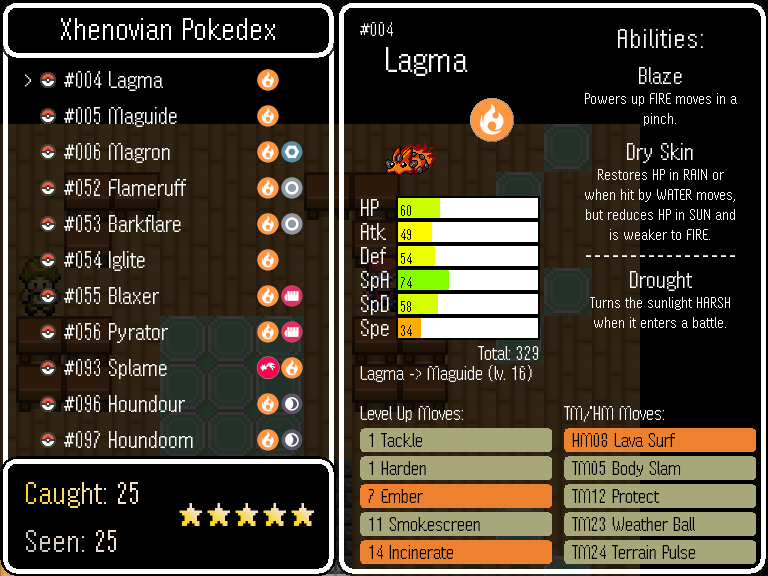 Xhenovian Pokedex
> #004 Lagma
#005 Maguide
#006 Magron
#052 Flameruff
#053 Barkflare
#054 Iglite
#055 Blaxer
#056 Pyrator
#093 Splame
#096 Houndour
#097 Houndoom
Caught: 25
Seen: 25
#004
Lagma
HP 60
Atk 49
Def 54
SpA 74
SpD 58
Spe 34
Total: 329
Lagma -> Maguide (lv. 16)
Abilities:
Blaze
Powers up FIRE moves in a
pinch.
Dry Skin
Restores HP in RAIN or
when hit by WATER moves,
but reduces HP in SUN and
is weaker to FIRE.
----------------
Drought
Turns the sunlight HARSH
when it enters a battle.
Level Up Moves:
1 Tackle
1 Harden
7 Ember
11 Smokescreen
14 Incinerate
TM/HM Moves:
HM08 Lava Surf
TM05 Body Slam
TM12 Protect
TM23 Weather Ball
TM24 Terrain Pulse